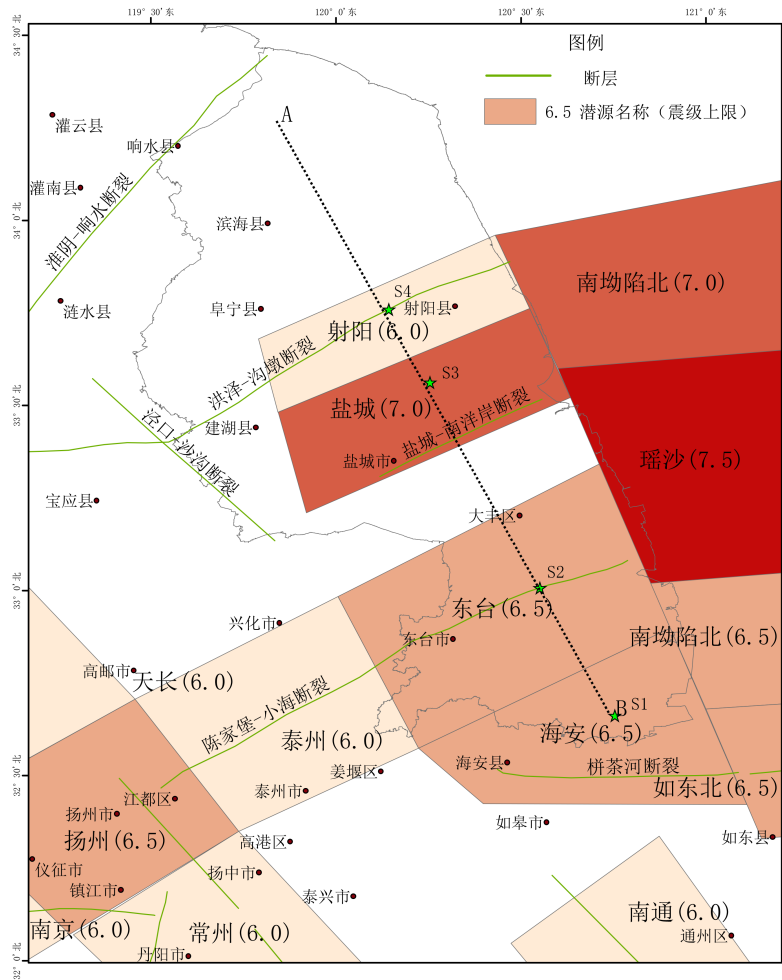 119°30'东
120°0'东
120°30'东
121°0'东
34°30'北
34°0'北
33°30'北
33°0'北
32°30'北
32°0'北
图例
断层
6.5 潜源名称（震级上限）
A
灌云县
响水县
灌南县
淮阴-响水断裂
滨海县
南坳陷北(7.0)
涟水县
阜宁县
S4
射阳县
射阳(6.0)
洪泽-沟墩断裂
S3
盐城(7.0)
泾口-沙沟断裂
建湖县
盐城-南洋岸断裂
盐城市
瑶沙(7.5)
宝应县
大丰区
S2
东台(6.5)
兴化市
东台市
南坳陷北(6.5)
高邮市
天长(6.0)
陈家堡-小海断裂
B
S1
泰州(6.0)
海安(6.5)
姜堰区
海安县
栟茶河断裂
如东北(6.5)
泰州市
江都区
扬州市
扬州(6.5)
高港区
如皋市
如东县
仪征市
扬中市
镇江市
泰兴市
南京(6.0)
常州(6.0)
南通(6.0)
通州区
丹阳市